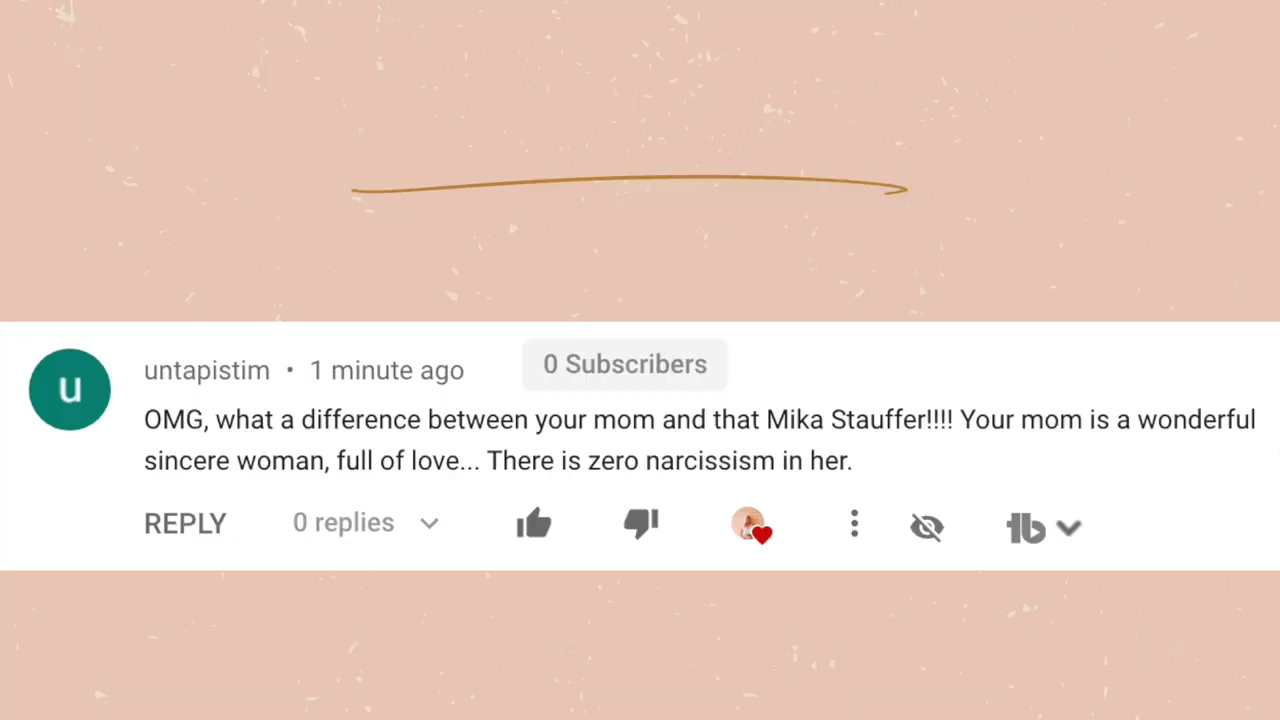 u
untapistim • 1 minute ago 0 Subscribers
OMG, what a difference between your mom and that Mika Stauffer!!!! Your mom is a wonderful
sincere woman, full of love... There is zero narcissism in her.
REPLY 0 replies tb